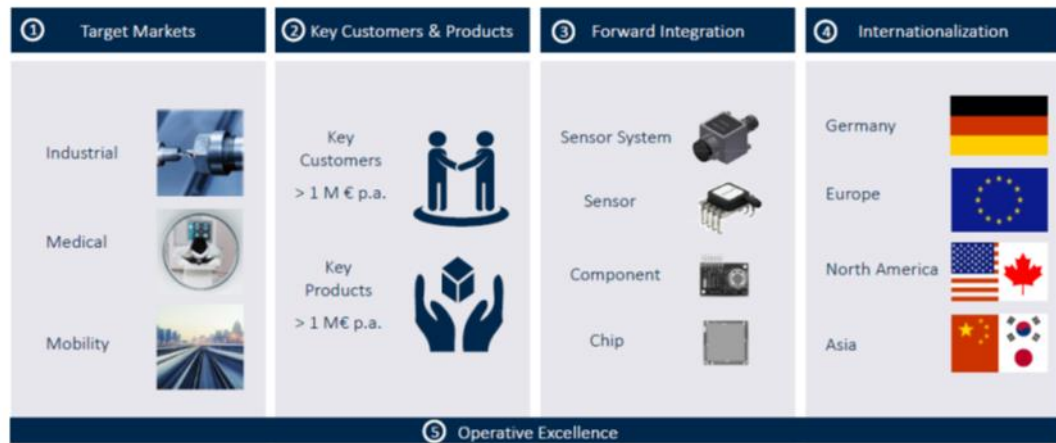 ① Target Markets
Industrial
Medical
Mobility
② Key Customers & Products
Key
Customers
> 1 M € p.a.
Key
Products
> 1 M€ p.a.
③ Forward Integration
Sensor System
Sensor
Component
Chip
④ Internationalization
Germany
Europe
North America
Asia
⑤ Operative Excellence